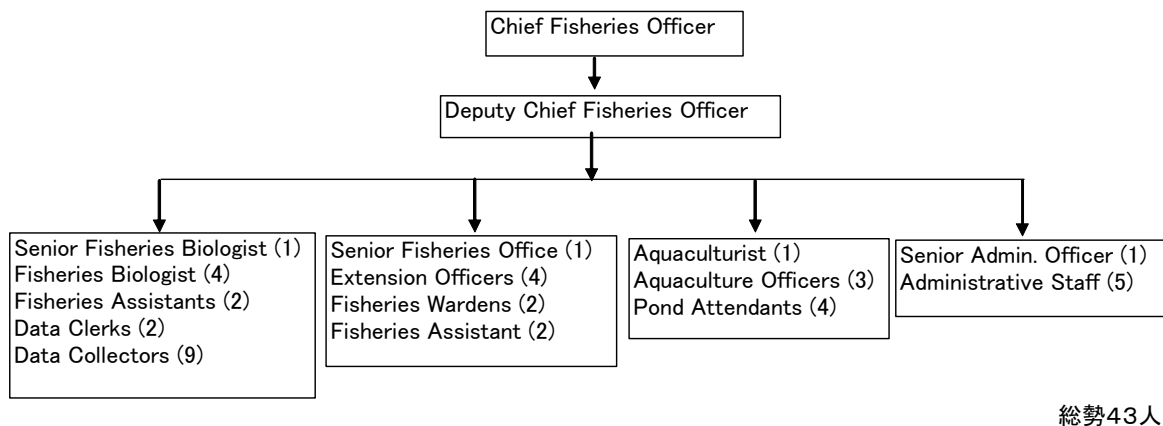 Chief Fisheries Officer
Deputy Chief Fisheries Officer
Senior Fisheries Biologist (1)
Fisheries Biologist (4)
Fisheries Assistants (2)
Data Clerks (2)
Data Collectors (9)
Senior Fisheries Office (1)
Extension Officers (4)
Fisheries Wardens (2)
Fisheries Assistant (2)
Aquaculturist (1)
Aquaculture Officers (3)
Pond Attendants (4)
Senior Admin. Officer (1)
Administrative Staff (5)
総勢43人